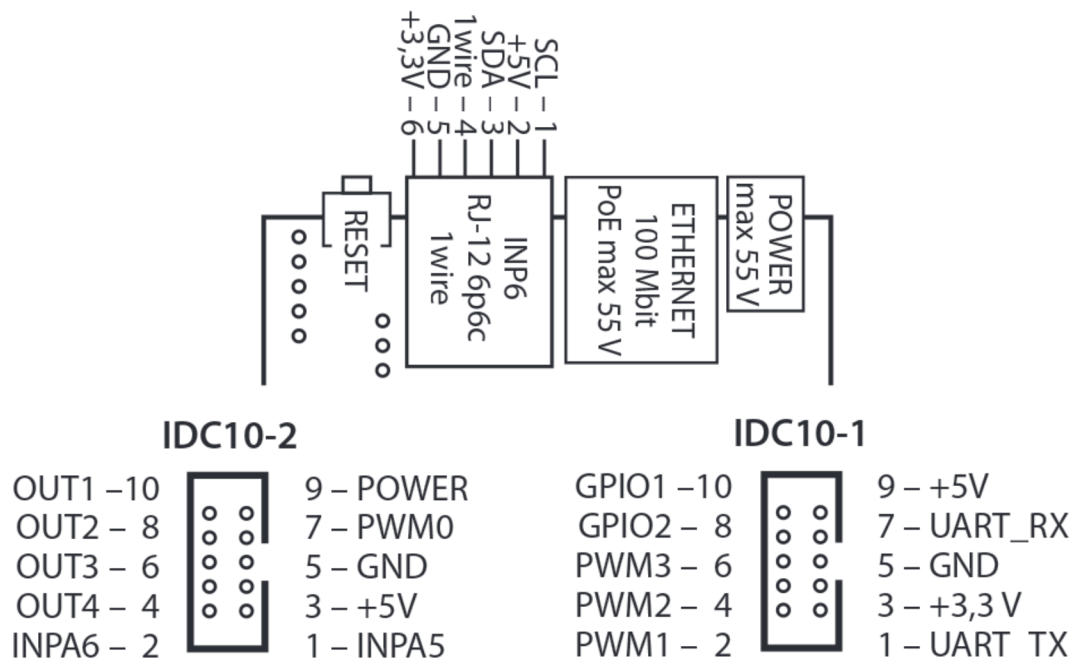 +3,3V – 6
GND – 5
1wire – 4
SDA – 3
+5V – 2
SCL – 1
RESET
INP6
RJ-12 6p6c
1wire
ETHERNET
100 Mbit
PoE max 55 V
POWER
max 55 V
IDC10-2
OUT1 –10
OUT2 – 8
OUT3 – 6
OUT4 – 4
INPA6 – 2
9 – POWER
7 – PWM0
5 – GND
3 – +5V
1 – INPA5
IDC10-1
GPIO1 –10
GPIO2 – 8
PWM3 – 6
PWM2 – 4
PWM1 – 2
9 – +5V
7 – UART_RX
5 – GND
3 – +3,3 V
1 – UART TX